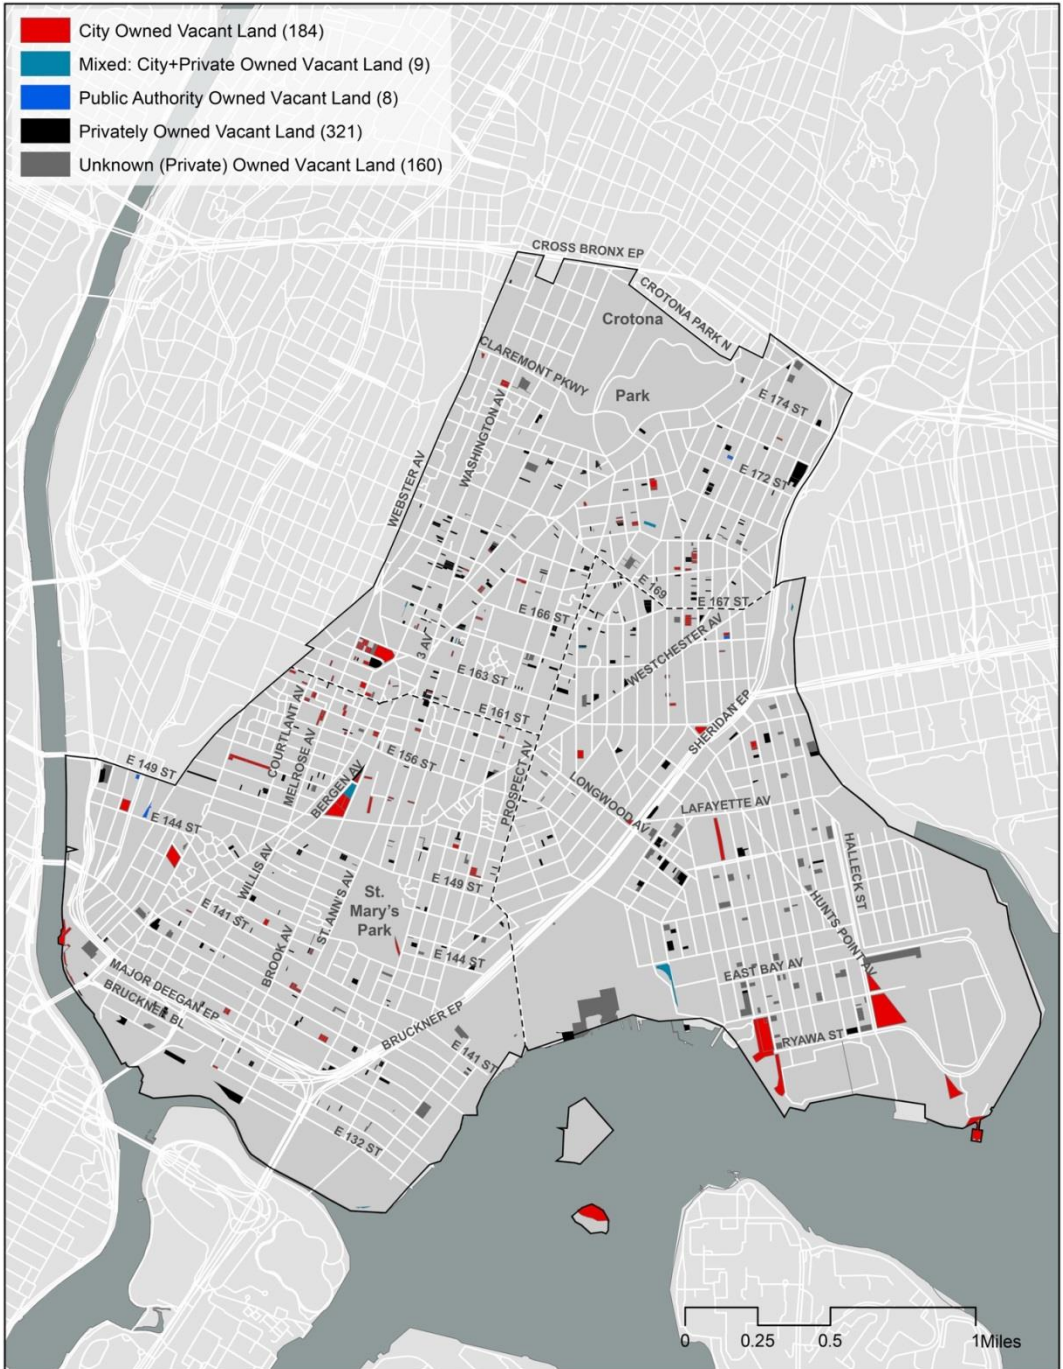 City Owned Vacant Land (184)
Mixed: City+Private Owned Vacant Land (9)
Public Authority Owned Vacant Land (8)
Privately Owned Vacant Land (321)
Unknown (Private) Owned Vacant Land (160)
CROSS BRONX EP
CROTONA PARK N
Crotona
Park
CLAREMONT PKWY
E 174 ST
WASHINGTON AV
WEBSTER AV
E 172 ST
E 169
E 167 ST
E 166 ST
WESTCHESTER AV
3 AV
E 163 ST
E 161 ST
SHERIDAN EP
COURTLANT AV
MELROSE AV
E 156 ST
BERGEN AV
PROSPECT AV
E 149 ST
LONGWOOD AV
LAFAYETTE AV
E 144 ST
HALLECK ST
WILLIS AV
ST. ANN'S AV
E 149 ST
St.
Mary's
Park
HUNTS POINT AV
E 141 ST
BROOK AV
E 144 ST
EAST BAY AV
MAJOR DEEGAN EP
BRUCKNER BL
BRUCKNER EP
E 141 ST
RYAWA ST
E 132 ST
0 0.25 0.5 1Miles